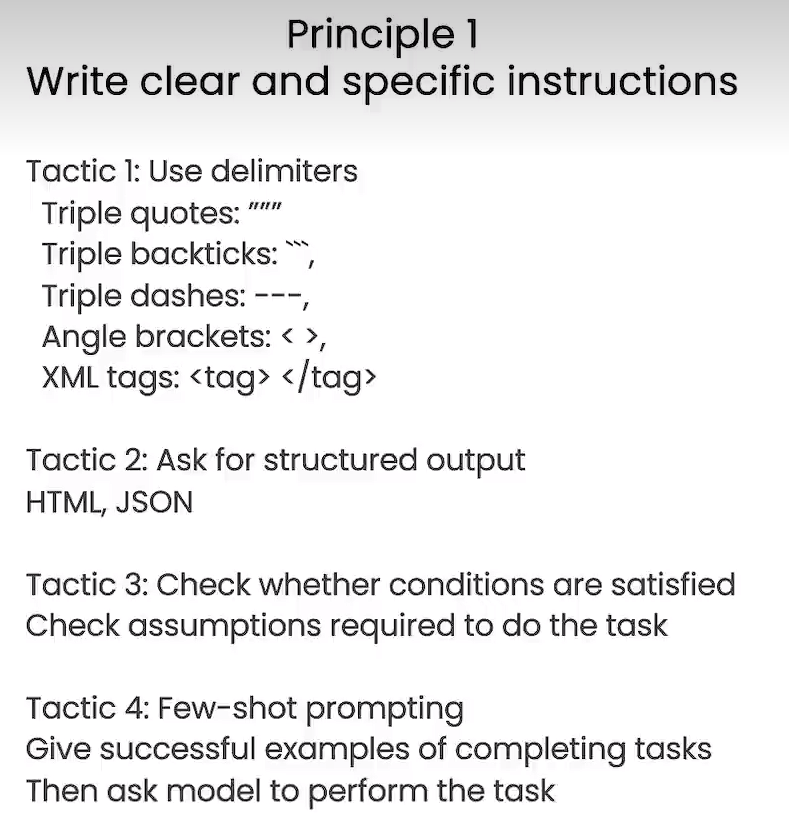 Principle 1
Write clear and specific instructions
Tactic 1: Use delimiters
Triple quotes: """
Triple backticks: ```,
Triple dashes: ---,
Angle brackets: < >,
XML tags: <tag> </tag>
Tactic 2: Ask for structured output
HTML, JSON
Tactic 3: Check whether conditions are satisfied
Check assumptions required to do the task
Tactic 4: Few-shot prompting
Give successful examples of completing tasks
Then ask model to perform the task